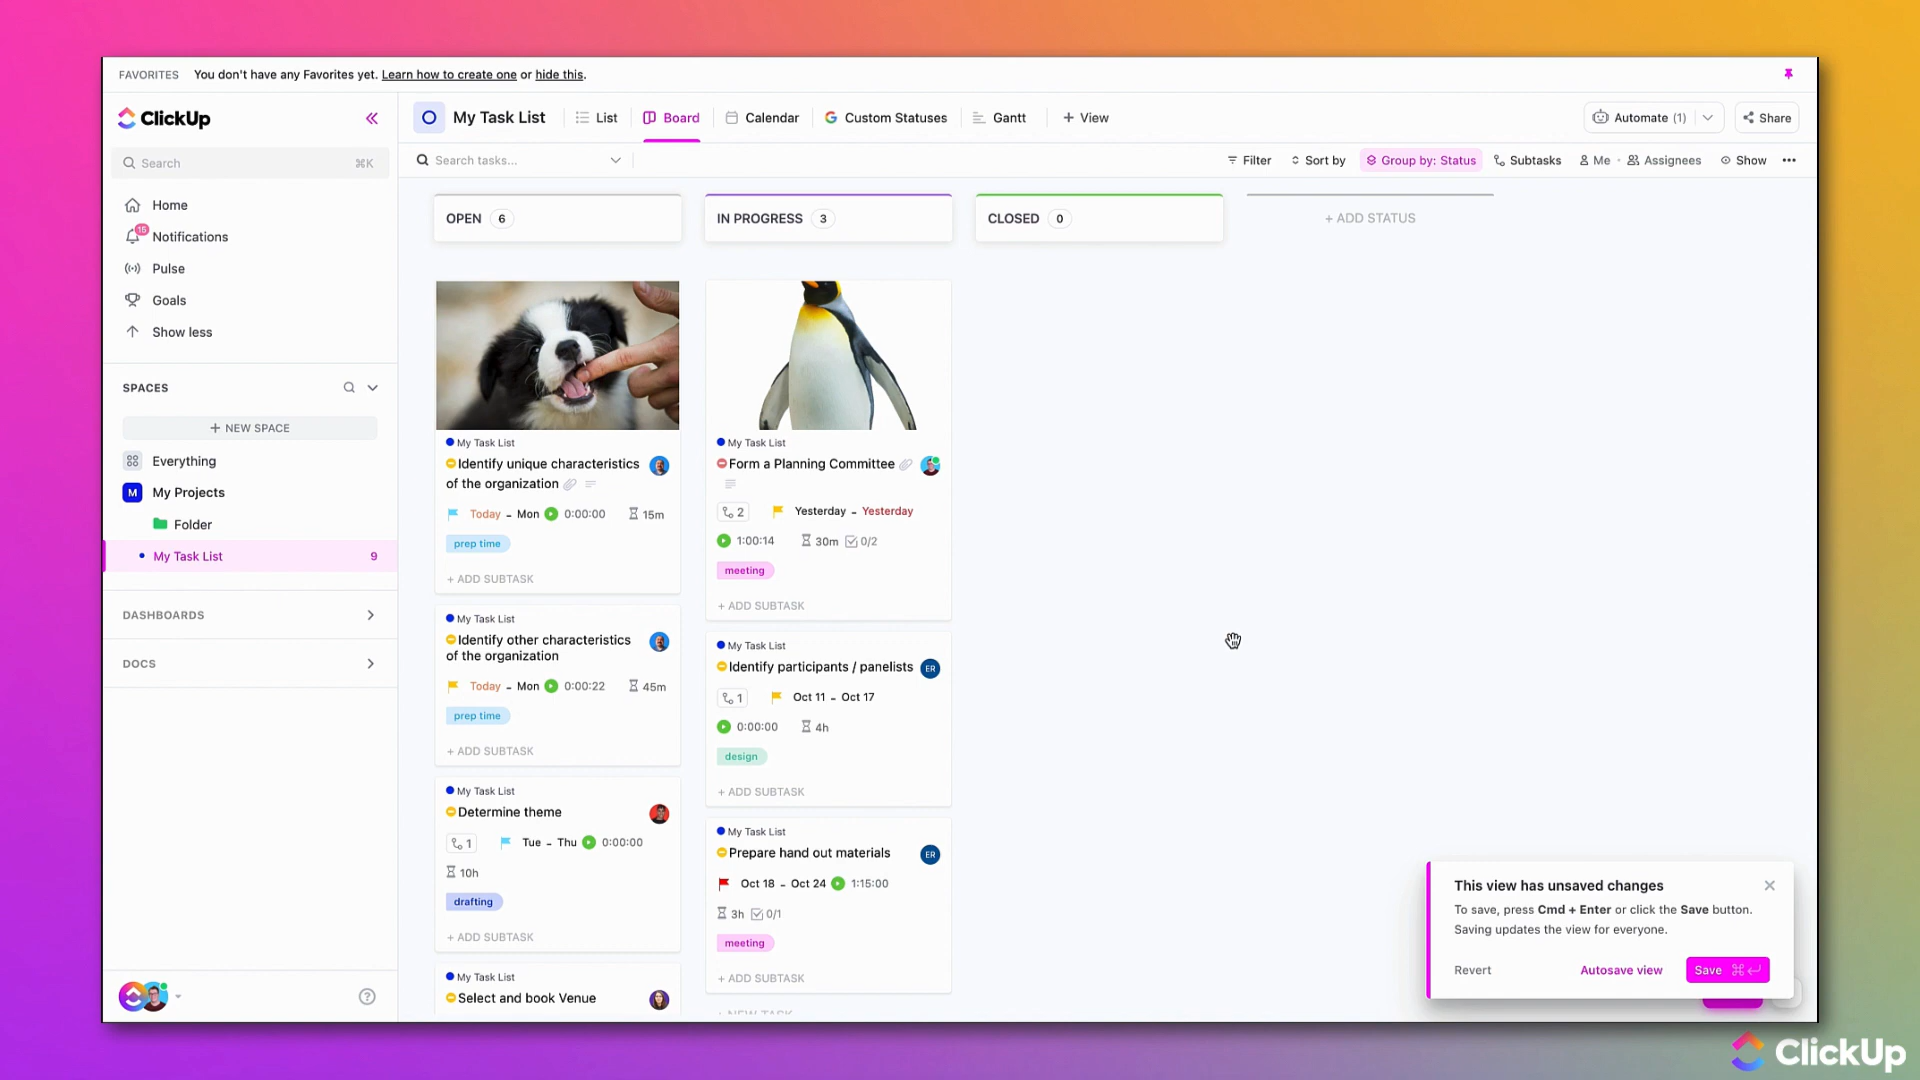 FAVORITES You don't have any Favorites yet. Learn how to create one or hide this.
ClickUp
Search ⌘K
Home
15
Notifications
Pulse
Goals
Show less
SPACES
+ NEW SPACE
Everything
M My Projects
Folder
My Task List 9
DASHBOARDS
DOCS
?
My Task List List Board Calendar G Custom Statuses Gantt + View
Automate (1) Share
Search tasks...
Filter Sort by Group by: Status Subtasks Me Assignees Show
OPEN 6
My Task List
Identify unique characteristics
of the organization
Today - Mon 0:00:00 15m
prep time
+ ADD SUBTASK
My Task List
Identify other characteristics
of the organization
Today - Mon 0:00:22 45m
prep time
+ ADD SUBTASK
My Task List
Determine theme
1 Tue - Thu 0:00:00
10h
drafting
+ ADD SUBTASK
My Task List
Select and book Venue
IN PROGRESS 3
My Task List
Form a Planning Committee
2 Yesterday - Yesterday
1:00:14 30m 0/2
meeting
+ ADD SUBTASK
My Task List
Identify participants / panelists ER
1 Oct 11 - Oct 17
0:00:00 4h
design
+ ADD SUBTASK
My Task List
Prepare hand out materials ER
Oct 18 - Oct 24 1:15:00
3h 0/1
meeting
+ ADD SUBTASK
+ NEW TASK
CLOSED 0
+ ADD STATUS
This view has unsaved changes
To save, press Cmd + Enter or click the Save button.
Saving updates the view for everyone.
Revert Autosave view Save ⌘↵
ClickUp